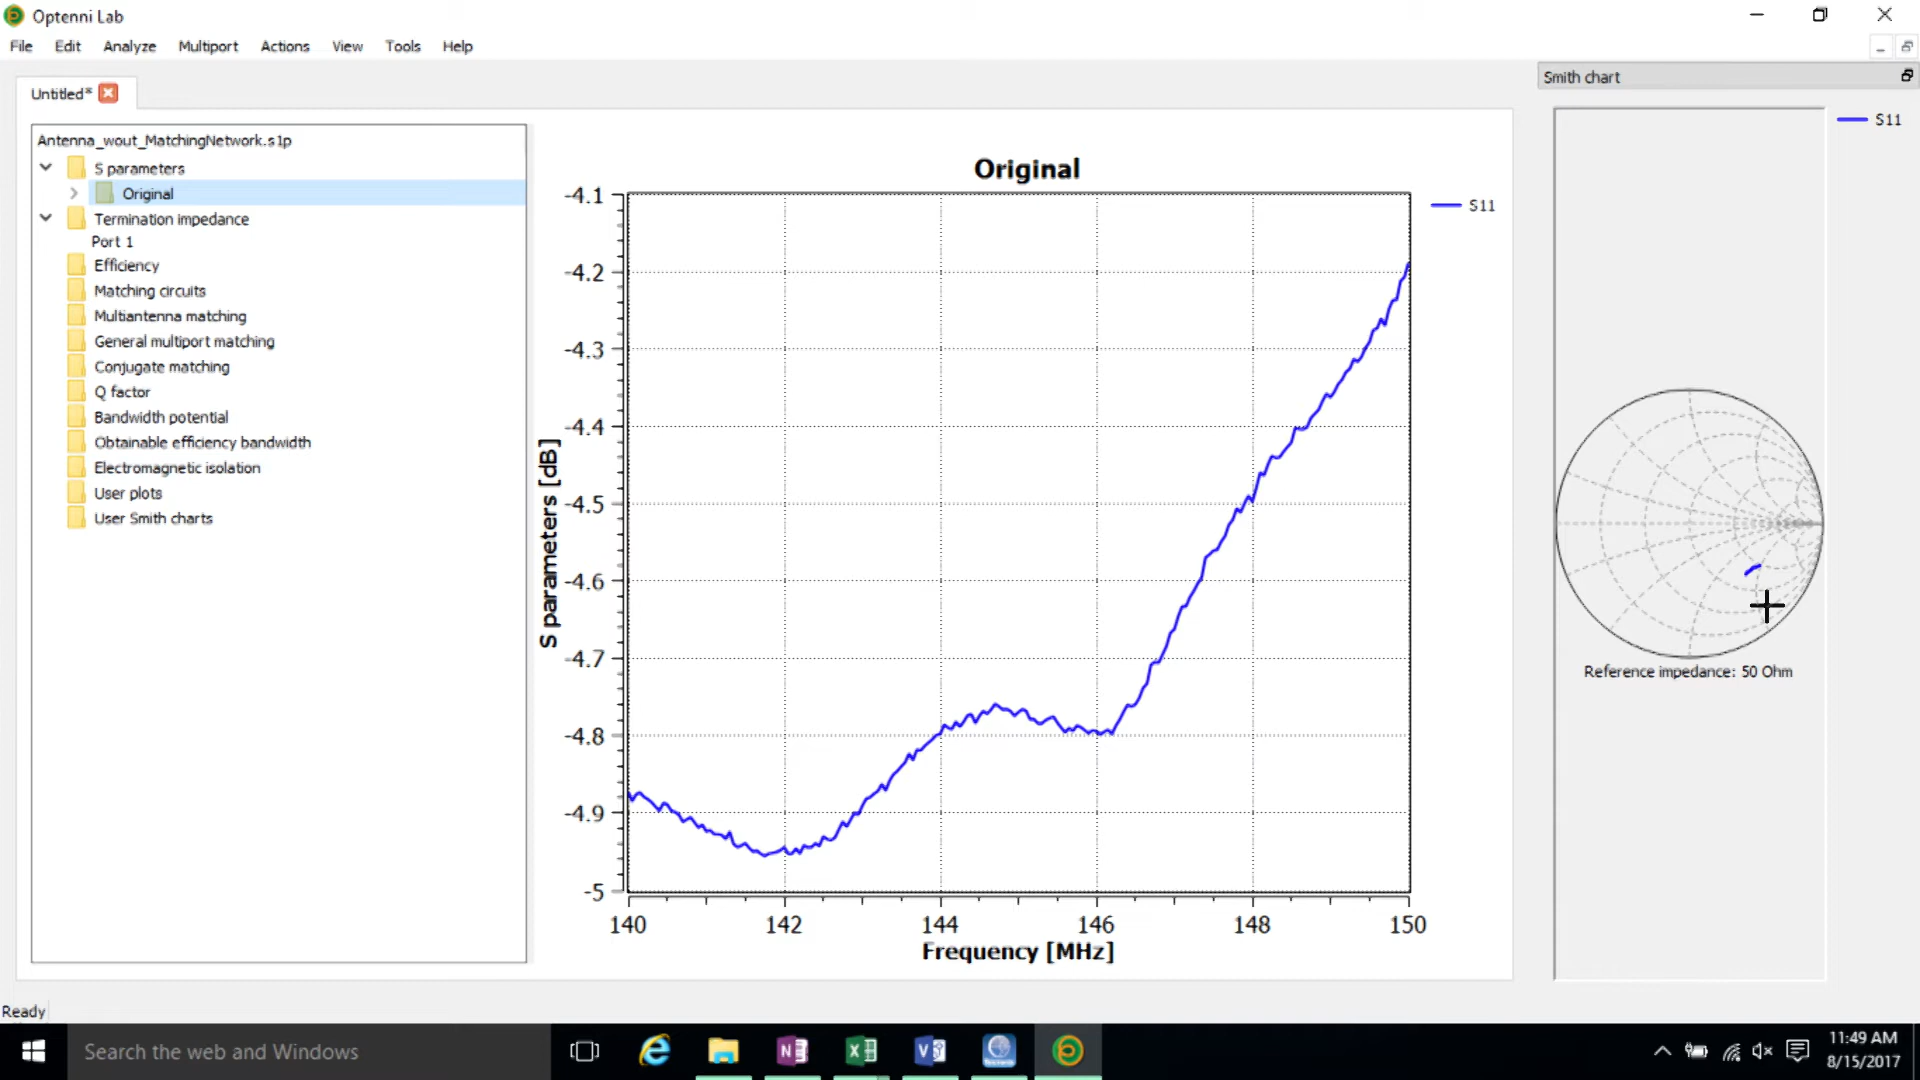 Optenni Lab
File Edit Analyze Multiport Actions View Tools Help
Untitled*
Antenna_wout_MatchingNetwork.s1p
S parameters
Original
Termination impedance
Port 1
Efficiency
Matching circuits
Multiantenna matching
General multiport matching
Conjugate matching
Q factor
Bandwidth potential
Obtainable efficiency bandwidth
Electromagnetic isolation
User plots
User Smith charts
Original
S11
S parameters [dB]
-4.1
-4.2
-4.3
-4.4
-4.5
-4.6
-4.7
-4.8
-4.9
-5
140 142 144 146 148 150
Frequency [MHz]
Smith chart
S11
Reference impedance: 50 Ohm
Ready
Search the web and Windows
11:49 AM
8/15/2017